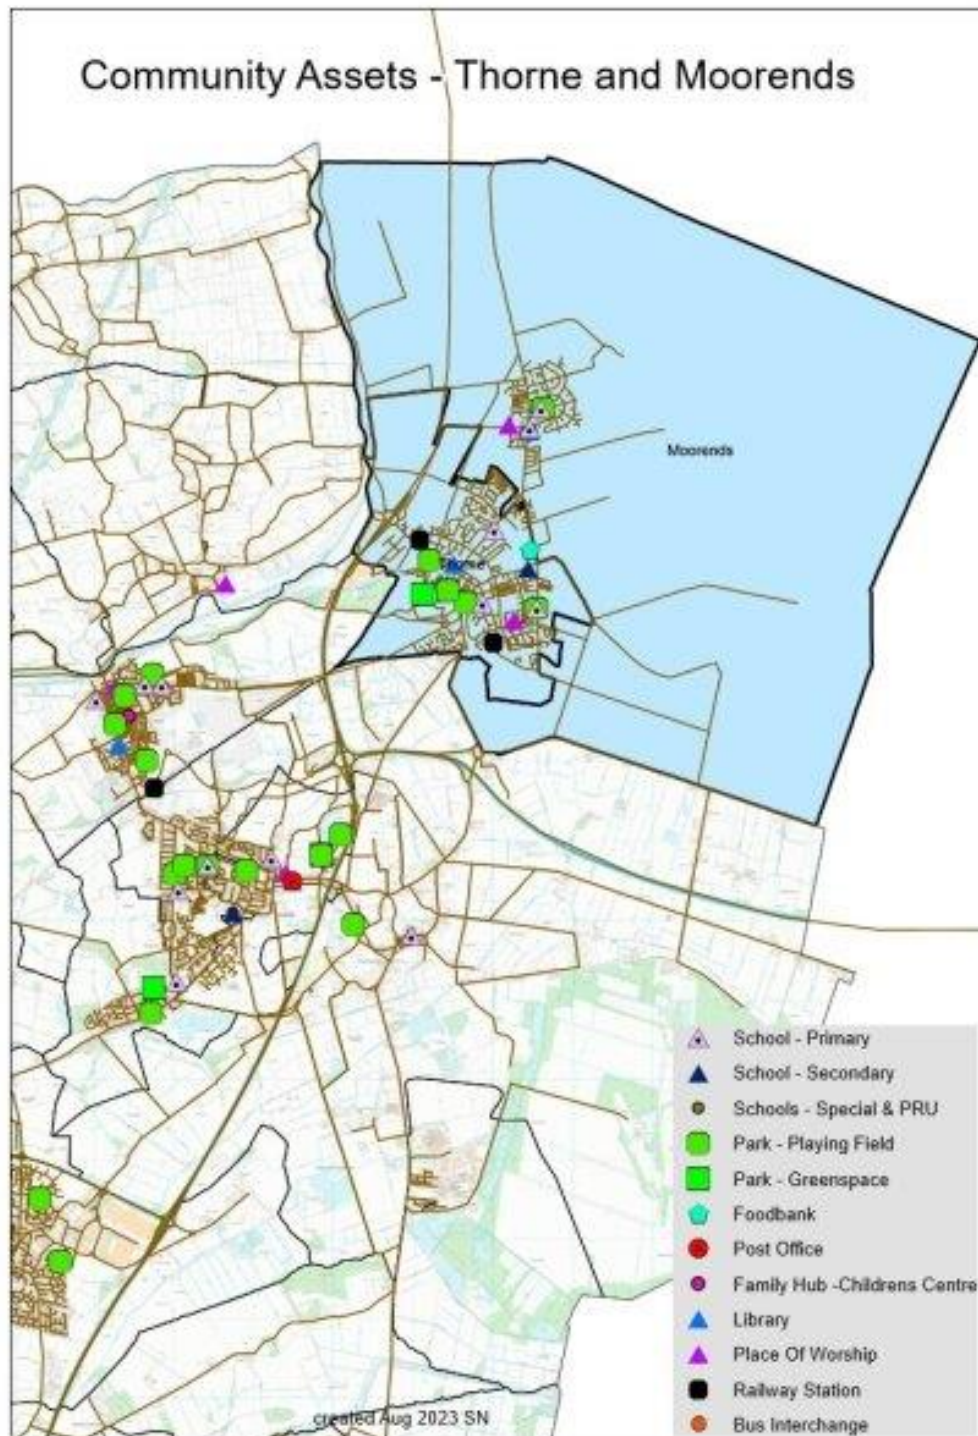 Community Assets - Thorne and Moorends
Moorends
School - Primary
School - Secondary
Schools - Special & PRU
Park - Playing Field
Park - Greenspace
Foodbank
Post Office
Family Hub -Childrens Centre
Library
Place Of Worship
Railway Station
Bus Interchange
created Aug 2023 SN